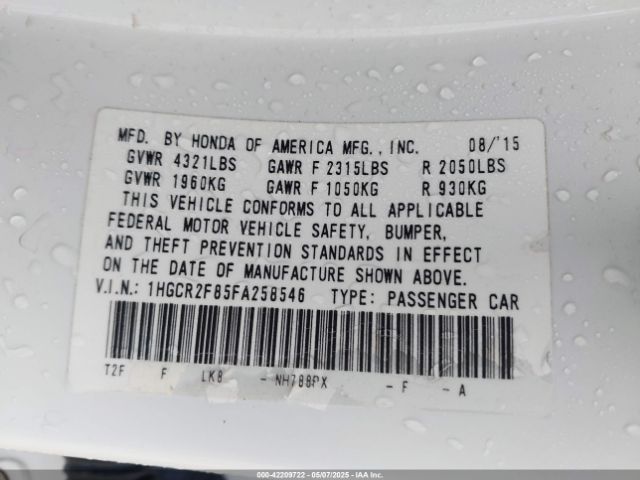 MFD. BY HONDA OF AMERICA MFG., INC. 08/'15
GVWR 4321LBS GAWR F 2315LBS R 2050LBS
GVWR 1960KG GAWR F 1050KG R 930KG
THIS VEHICLE CONFORMS TO ALL APPLICABLE
FEDERAL MOTOR VEHICLE SAFETY, BUMPER,
AND THEFT PREVENTION STANDARDS IN EFFECT
ON THE DATE OF MANUFACTURE SHOWN ABOVE.
V.I.N.: 1HGCR2F85FA258546 TYPE: PASSENGER CAR
T2F F LK8 - NH788PX - F - A
000-42209722 - 05/07/2025 - IAAI.COM